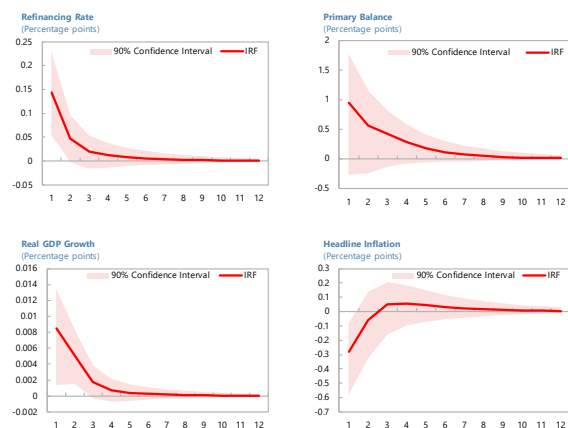 Refinancing Rate
(Percentage points)
0.25
90% Confidence Interval
IRF
0.2
0.15
0.1
0.05
0
-0.05
1 2 3 4 5 6 7 8 9 10 11 12
Primary Balance
(Percentage points)
2
90% Confidence Interval
IRF
1.5
1
0.5
0
-0.5
1 2 3 4 5 6 7 8 9 10 11 12
Real GDP Growth
(Percentage points)
0.016
90% Confidence Interval
IRF
0.014
0.012
0.01
0.008
0.006
0.004
0.002
0
-0.002
1 2 3 4 5 6 7 8 9 10 11 12
Headline Inflation
(Percentage points)
0.3
90% Confidence Interval
IRF
0.2
0.1
0
-0.1
-0.2
-0.3
-0.4
-0.5
-0.6
-0.7
1 2 3 4 5 6 7 8 9 10 11 12